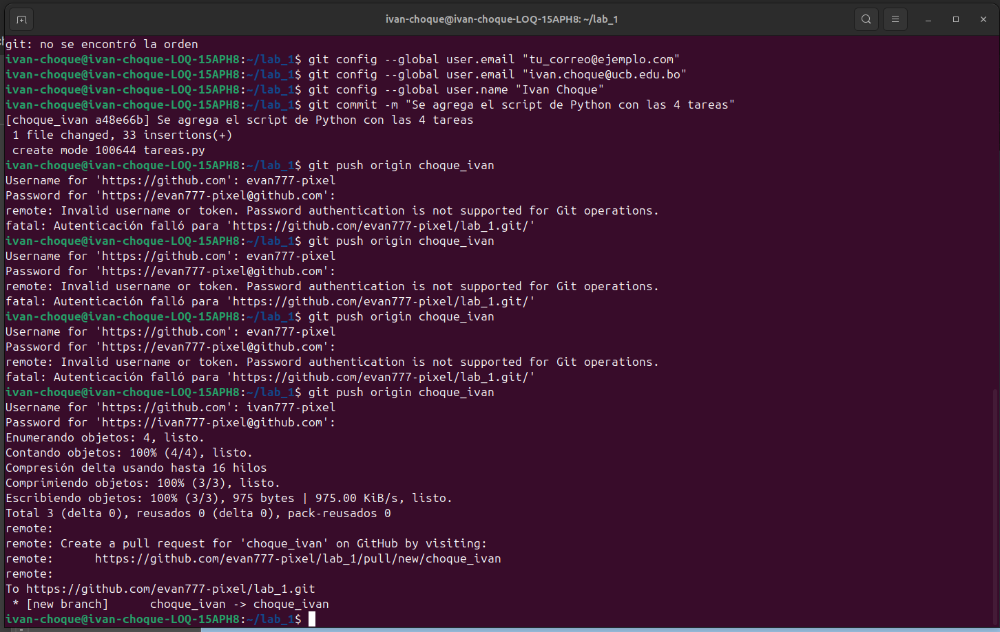 ivan-choque@ivan-choque-LOQ-15APH8: ~/lab_1
git: no se encontró la orden
ivan-choque@ivan-choque-LOQ-15APH8:~/lab_1$ git config --global user.email "tu_correo@ejemplo.com"
ivan-choque@ivan-choque-LOQ-15APH8:~/lab_1$ git config --global user.email "ivan.choque@ucb.edu.bo"
ivan-choque@ivan-choque-LOQ-15APH8:~/lab_1$ git config --global user.name "Ivan Choque"
ivan-choque@ivan-choque-LOQ-15APH8:~/lab_1$ git commit -m "Se agrega el script de Python con las 4 tareas"
[choque_ivan a48e66b] Se agrega el script de Python con las 4 tareas
 1 file changed, 33 insertions(+)
 create mode 100644 tareas.py
ivan-choque@ivan-choque-LOQ-15APH8:~/lab_1$ git push origin choque_ivan
Username for 'https://github.com': evan777-pixel
Password for 'https://evan777-pixel@github.com':
remote: Invalid username or token. Password authentication is not supported for Git operations.
fatal: Autenticación falló para 'https://github.com/evan777-pixel/lab_1.git/'
ivan-choque@ivan-choque-LOQ-15APH8:~/lab_1$ git push origin choque_ivan
Username for 'https://github.com': evan777-pixel
Password for 'https://evan777-pixel@github.com':
remote: Invalid username or token. Password authentication is not supported for Git operations.
fatal: Autenticación falló para 'https://github.com/evan777-pixel/lab_1.git/'
ivan-choque@ivan-choque-LOQ-15APH8:~/lab_1$ git push origin choque_ivan
Username for 'https://github.com': evan777-pixel
Password for 'https://evan777-pixel@github.com':
remote: Invalid username or token. Password authentication is not supported for Git operations.
fatal: Autenticación falló para 'https://github.com/evan777-pixel/lab_1.git/'
ivan-choque@ivan-choque-LOQ-15APH8:~/lab_1$ git push origin choque_ivan
Username for 'https://github.com': ivan777-pixel
Password for 'https://ivan777-pixel@github.com':
Enumerando objetos: 4, listo.
Contando objetos: 100% (4/4), listo.
Compresión delta usando hasta 16 hilos
Comprimiendo objetos: 100% (3/3), listo.
Escribiendo objetos: 100% (3/3), 975 bytes | 975.00 KiB/s, listo.
Total 3 (delta 0), reusados 0 (delta 0), pack-reusados 0
remote:
remote: Create a pull request for 'choque_ivan' on GitHub by visiting:
remote:      https://github.com/evan777-pixel/lab_1/pull/new/choque_ivan
remote:
To https://github.com/evan777-pixel/lab_1.git
 * [new branch]      choque_ivan -> choque_ivan
ivan-choque@ivan-choque-LOQ-15APH8:~/lab_1$